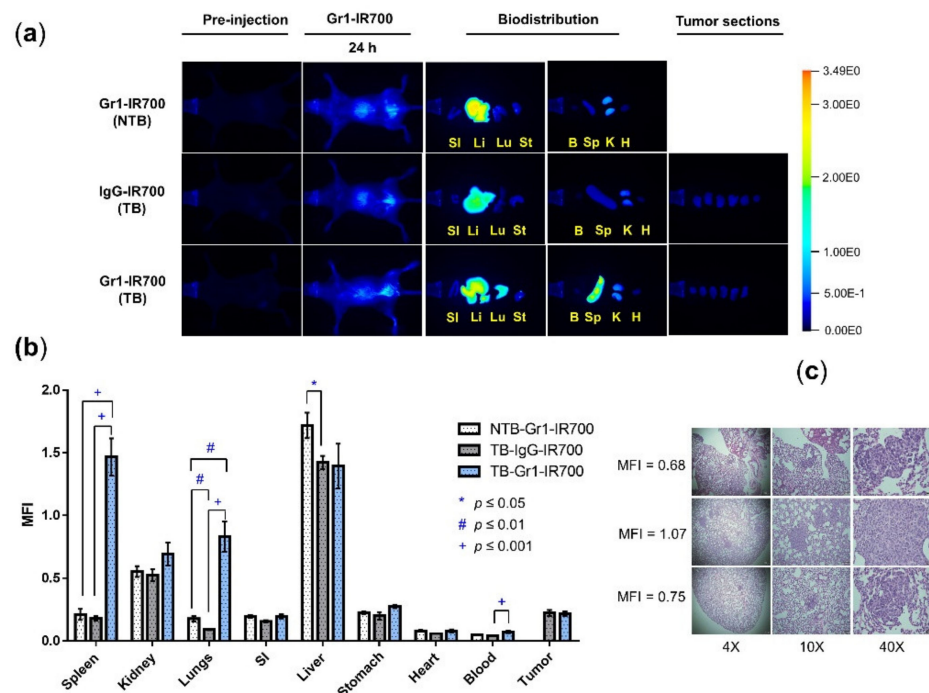 (a)
Pre-injection Gr1-IR700 Biodistribution Tumor sections
24 h
Gr1-IR700
(NTB)
SI Li Lu St B Sp K H
IgG-IR700
(TB)
SI Li Lu St B Sp K H
Gr1-IR700
(TB)
SI Li Lu St B Sp K H
3.49E0
3.00E0
2.00E0
1.00E0
5.00E-1
0.00E0
(b)
MFI
2.0
1.5
1.0
0.5
0.0
+
+
#
#
+
*
+
NTB-Gr1-IR700
TB-IgG-IR700
TB-Gr1-IR700
* p ≤ 0.05
# p ≤ 0.01
+ p ≤ 0.001
Spleen Kidney Lungs SI Liver Stomach Heart Blood Tumor
(c)
MFI = 0.68
MFI = 1.07
MFI = 0.75
4X 10X 40X